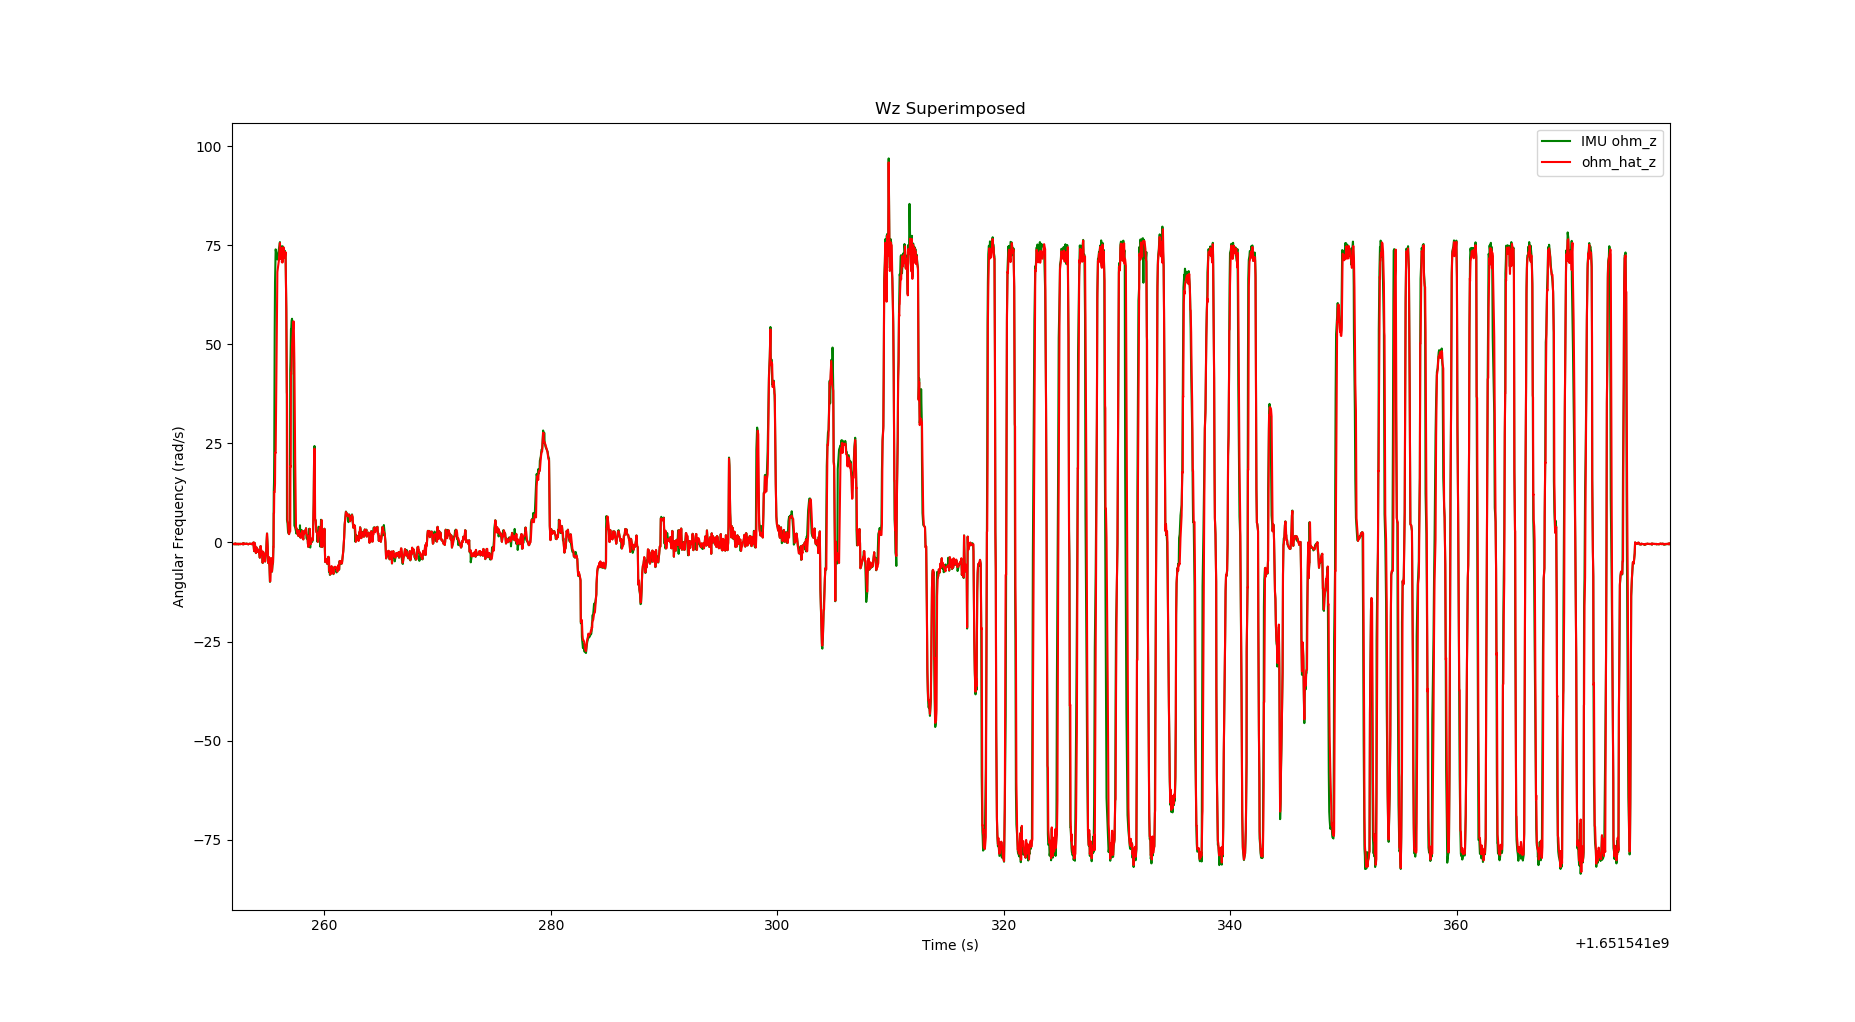 Wz Superimposed
IMU ohm_z
ohm_hat_z
Angular Frequency (rad/s)
100
75
50
25
0
−25
−50
−75
260 280 300 320 340 360
Time (s)
+1.651541e9